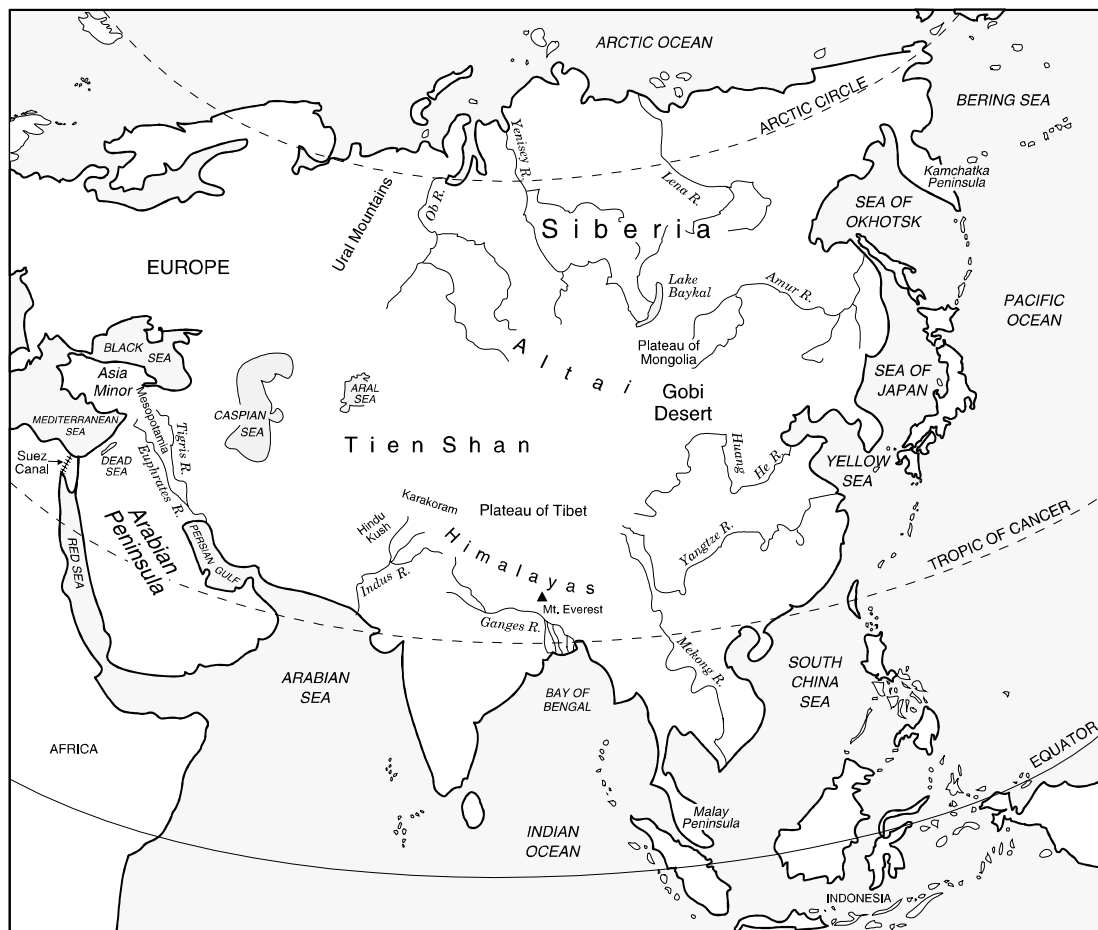 ARCTIC OCEAN
BERING SEA
ARCTIC CIRCLE
Kamchatka
Peninsula
Yenisey R.
Lena R.
Ob R.
Ural Mountains
SEA OF
OKHOTSK
Siberia
EUROPE
Lake
Baykal
Amur R.
PACIFIC
OCEAN
BLACK
SEA
Plateau of
Mongolia
Altai
Asia
Minor
Gobi
Desert
SEA OF
JAPAN
ARAL
SEA
CASPIAN
SEA
MEDITERRANEAN
SEA
Mesopotamia
Tigris R.
Euphrates R.
Tien Shan
Suez
Canal
DEAD
SEA
Huang
He R.
YELLOW
SEA
Karakoram
Plateau of Tibet
Hindu
Kush
Himalayas
Yangtze R.
TROPIC OF CANCER
Arabian
Peninsula
RED SEA
PERSIAN GULF
Indus R.
Mt. Everest
Ganges R.
Mekong R.
ARABIAN
SEA
BAY OF
BENGAL
SOUTH
CHINA
SEA
AFRICA
EQUATOR
Malay
Peninsula
INDIAN
OCEAN
INDONESIA